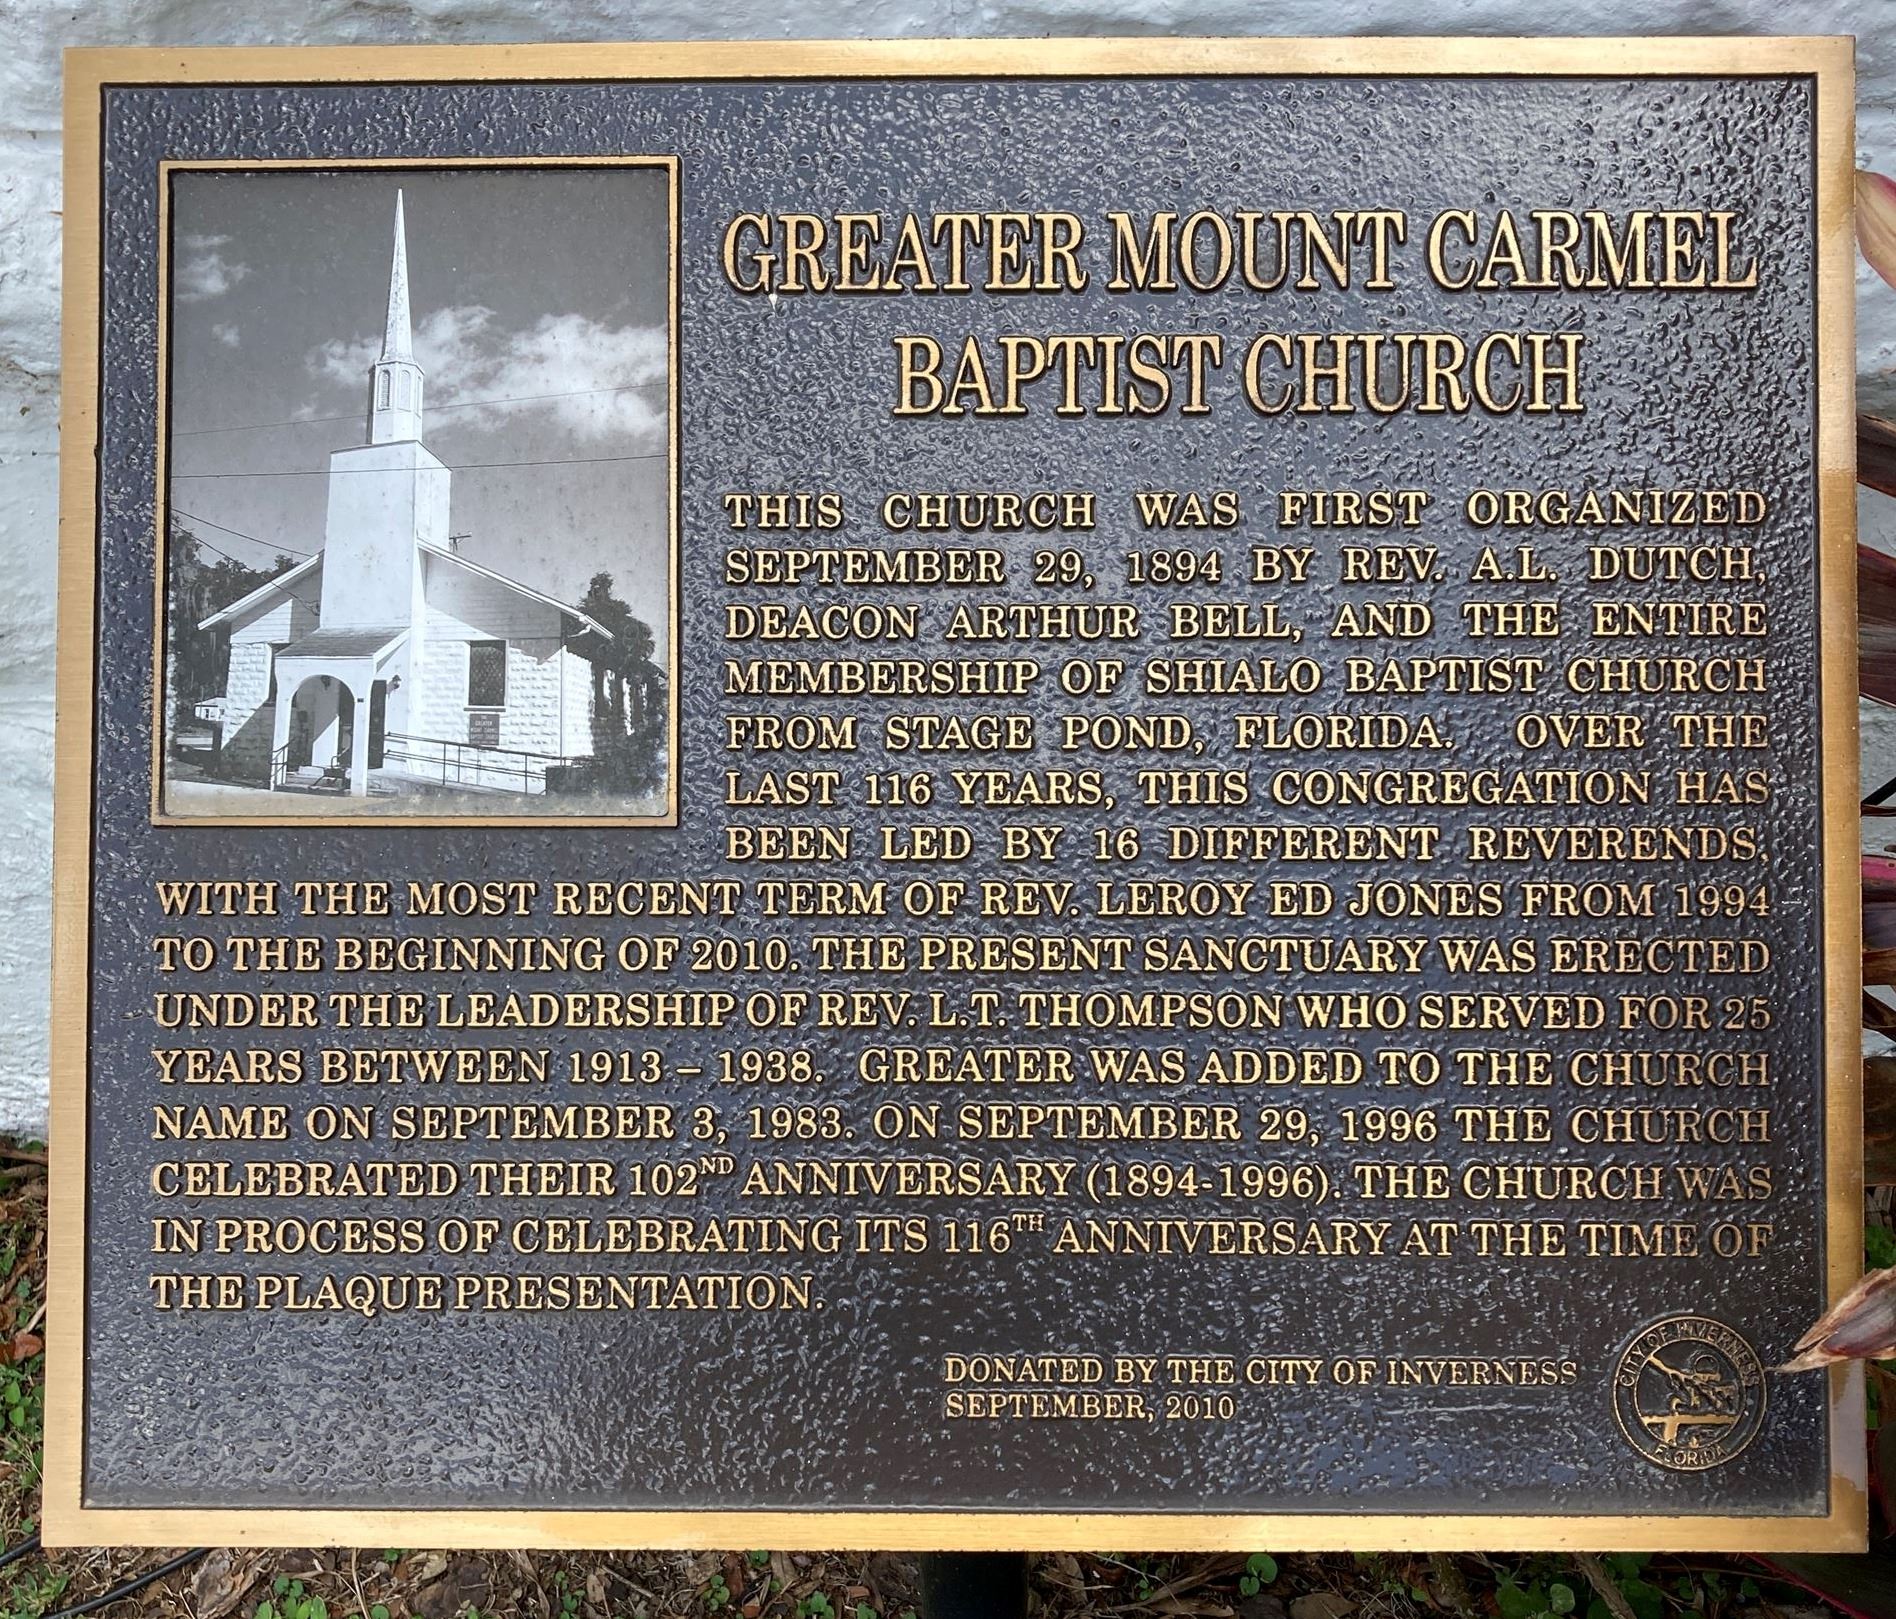 GREATER MOUNT CARMEL
BAPTIST CHURCH
THIS CHURCH WAS FIRST ORGANIZED
SEPTEMBER 29, 1894 BY REV. A.L. DUTCH,
DEACON ARTHUR BELL, AND THE ENTIRE
MEMBERSHIP OF SHIALO BAPTIST CHURCH
FROM STAGE POND, FLORIDA. OVER THE
LAST 116 YEARS, THIS CONGREGATION HAS
BEEN LED BY 16 DIFFERENT REVERENDS,
WITH THE MOST RECENT TERM OF REV. LEROY ED JONES FROM 1994
TO THE BEGINNING OF 2010. THE PRESENT SANCTUARY WAS ERECTED
UNDER THE LEADERSHIP OF REV. L.T. THOMPSON WHO SERVED FOR 25
YEARS BETWEEN 1913 – 1938. GREATER WAS ADDED TO THE CHURCH
NAME ON SEPTEMBER 3, 1983. ON SEPTEMBER 29, 1996 THE CHURCH
CELEBRATED THEIR 102ND ANNIVERSARY (1894-1996). THE CHURCH WAS
IN PROCESS OF CELEBRATING ITS 116TH ANNIVERSARY AT THE TIME OF
THE PLAQUE PRESENTATION.
DONATED BY THE CITY OF INVERNESS
SEPTEMBER, 2010
CITY OF INVERNESS
FLORIDA